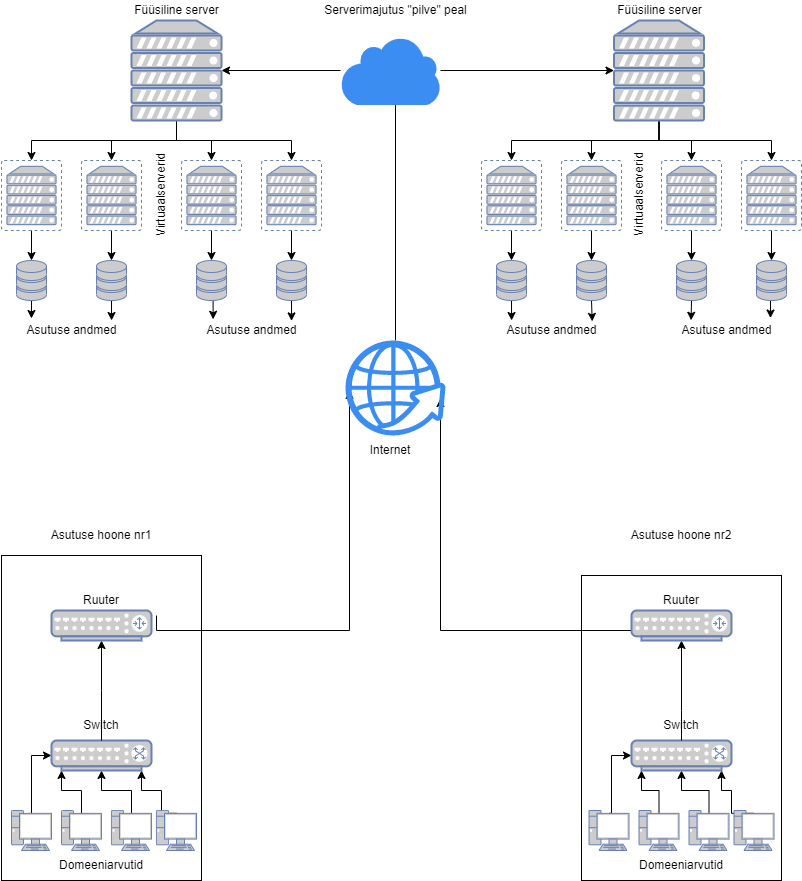 Füüsiline server
Serverimajutus "pilve" peal
Füüsiline server
Virtuaalserverid
Virtuaalserverid
Asutuse andmed
Asutuse andmed
Asutuse andmed
Asutuse andmed
Internet
Asutuse hoone nr1
Asutuse hoone nr2
Ruuter
Ruuter
Switch
Switch
Domeeniarvutid
Domeeniarvutid